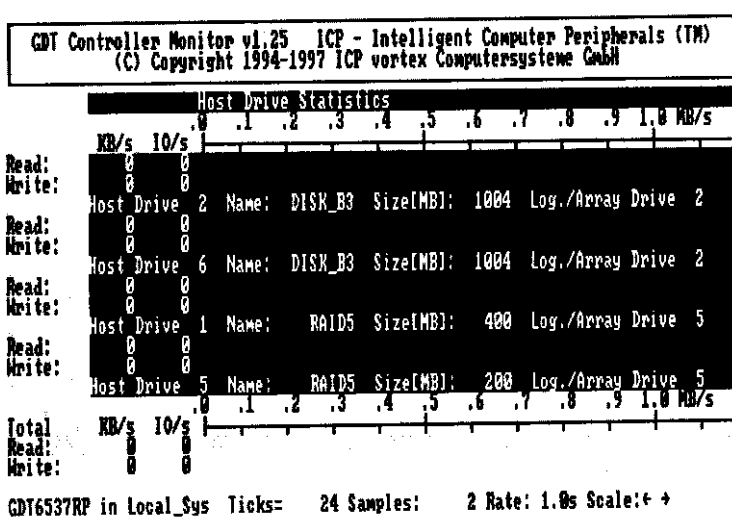 GDT Controller Monitor v1.25 ICP - Intelligent Computer Peripherals (TM)
(C) Copyright 1994-1997 ICP vortex Computersysteme GmbH
Host Drive Statistics
.0 .1 .2 .3 .4 .5 .6 .7 .8 .9 1.0 MB/s
KB/s IO/s
Read: 0 0
Write: 0 0
Host Drive 2 Name: DISK_B3 Size[MB]: 1004 Log./Array Drive 2
Read: 0 0
Write: 0 0
Host Drive 6 Name: DISK_B3 Size[MB]: 1004 Log./Array Drive 2
Read: 0 0
Write: 0 0
Host Drive 1 Name: RAID5 Size[MB]: 400 Log./Array Drive 5
Read: 0 0
Write: 0 0
Host Drive 5 Name: RAID5 Size[MB]: 200 Log./Array Drive 5
.0 .1 .2 .3 .4 .5 .6 .7 .8 .9 1.0 MB/s
Total KB/s IO/s
Read: 0 0
Write: 0 0
GDT6537RP in Local_Sys Ticks= 24 Samples: 2 Rate: 1.0s Scale:← →